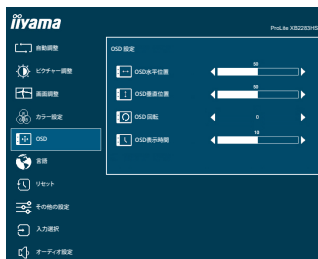 iiyama
ProLite XB2283HS
自動調整
ピクチャー調整
画面調整
カラー設定
OSD
言語
リセット
その他の設定
入力選択
オーディオ設定
OSD 設定
OSD水平位置
50
OSD垂直位置
50
OSD 回転
0
OSD表示時間
10